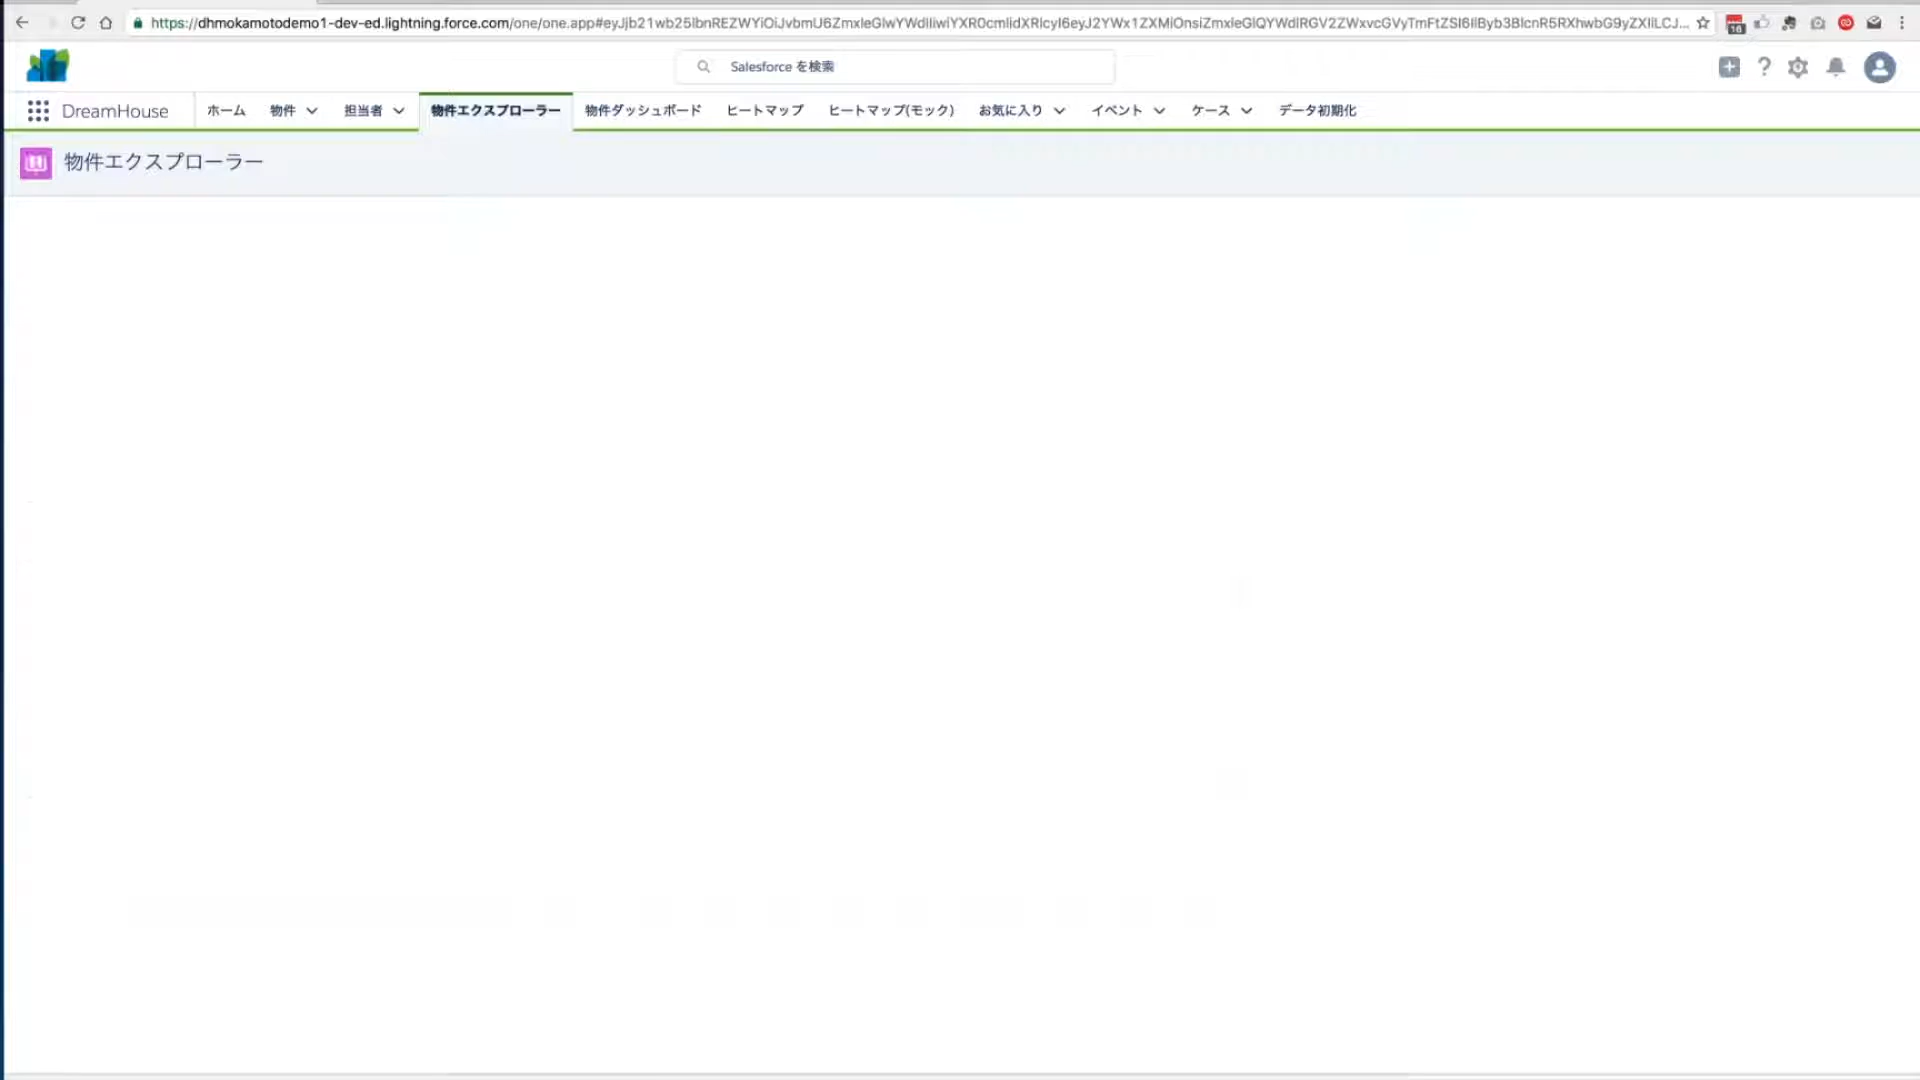 https://dhmokamotodemo1-dev-ed.lightning.force.com/one/one.app#eyJjb21wb25lbnREZWYiOiJvbmU6ZmxleGlwYWdlIiwiYXR0cmlidXRlcyI6eyJ2YWx1ZXMiOnsiZmxleGlQYWdlRGV2ZWxvcGVyTmFtZSI6IlByb3BlcnR5RXhwbG9yZXIiLCJ...
16
Salesforce を検索
DreamHouse ホーム 物件 担当者 物件エクスプローラー 物件ダッシュボード ヒートマップ ヒートマップ(モック) お気に入り イベント ケース データ初期化
物件エクスプローラー